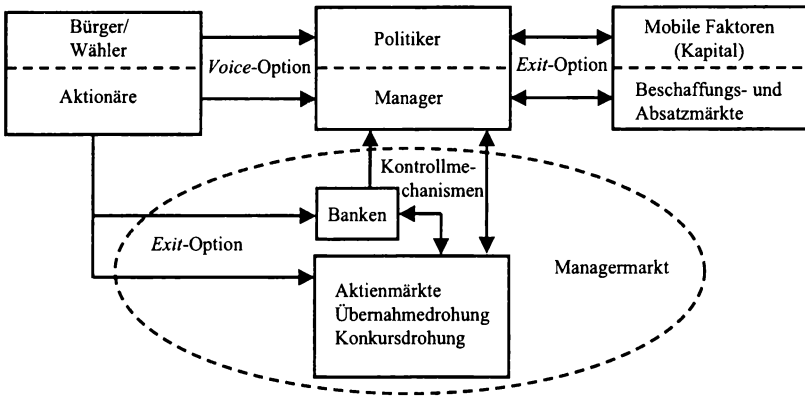 Bürger/
Wähler
Aktionäre
Voice-Option
Politiker
Manager
Exit-Option
Mobile Faktoren
(Kapital)
Beschaffungs- und
Absatzmärkte
Kontrollme-
chanismen
Banken
Exit-Option
Managermarkt
Aktienmärkte
Übernahmedrohung
Konkursdrohung